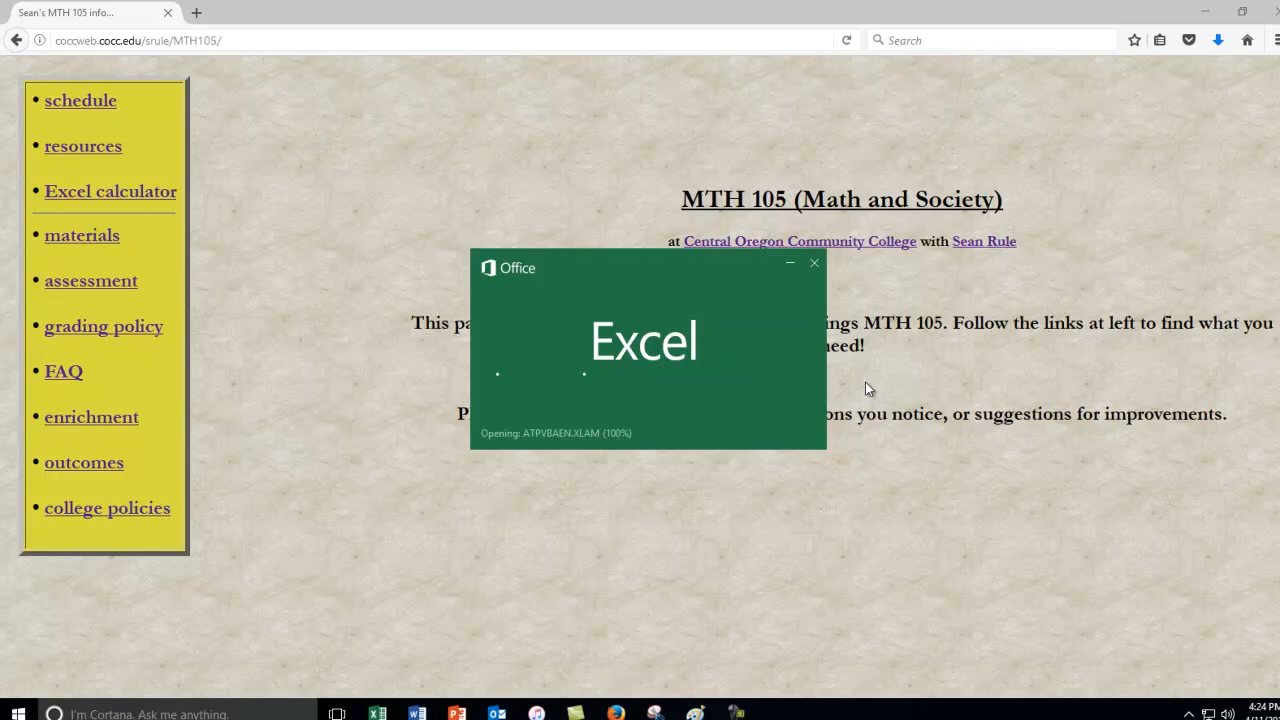 Sean's MTH 105 info...
coccweb.cocc.edu/srule/MTH105/
Search
• schedule
• resources
• Excel calculator
• materials
• assessment
• grading policy
• FAQ
• enrichment
• outcomes
• college policies
MTH 105 (Math and Society)
at Central Oregon Community College with Sean Rule
Office
Excel
Opening: ATPVBAEN.XLAM (100%)
This pa
ings MTH 105. Follow the links at left to find what you
need!
P
ons you notice, or suggestions for improvements.
I'm Cortana. Ask me anything.
4:24 PM